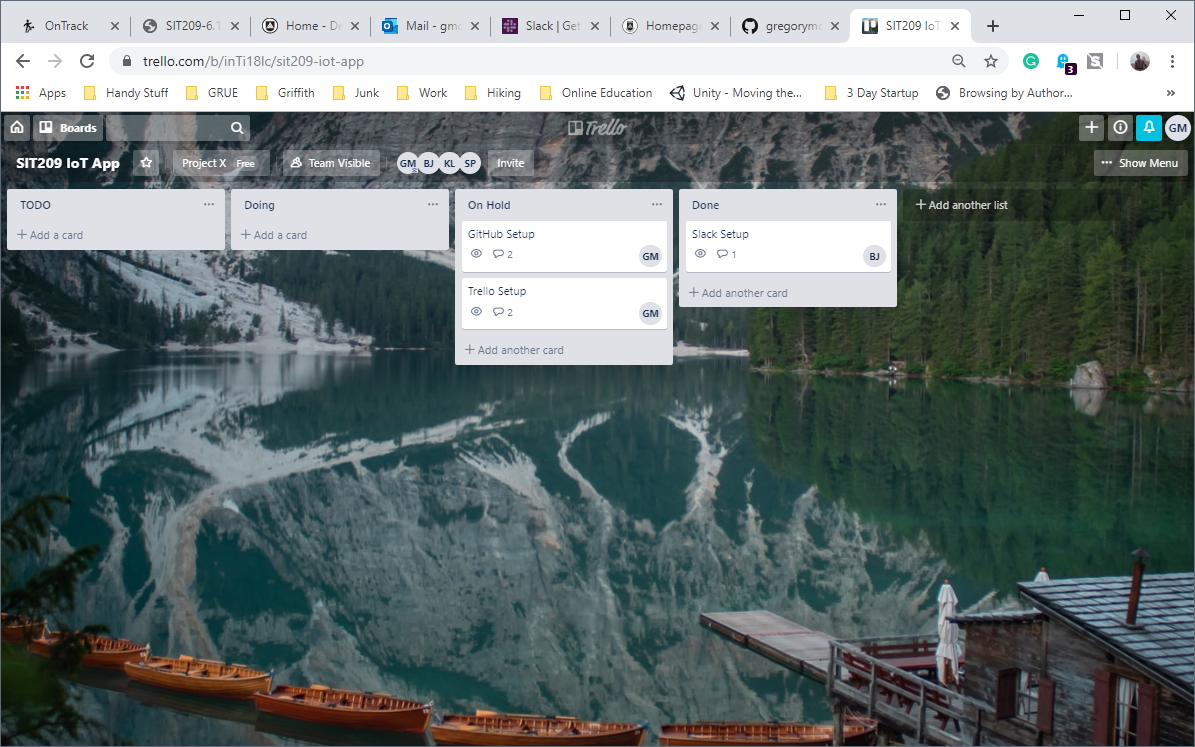 OnTrack
SIT209-6.1
Home - De
Mail - gmo
Slack | Get
Homepage
gregorymc
SIT209 IoT
trello.com/b/inTi18lc/sit209-iot-app
3
Apps
Handy Stuff
GRUE
Griffith
Junk
Work
Hiking
Online Education
Unity - Moving the...
3 Day Startup
Browsing by Author...
»
Boards
Trello
GM
SIT209 IoT App
Project X Free
Team Visible
GM BJ KL SP
Invite
··· Show Menu
TODO ···
+ Add a card
Doing ···
+ Add a card
On Hold ···
GitHub Setup
2
GM
Trello Setup
2
GM
+ Add another card
Done ···
Slack Setup
1
BJ
+ Add another card
+ Add another list